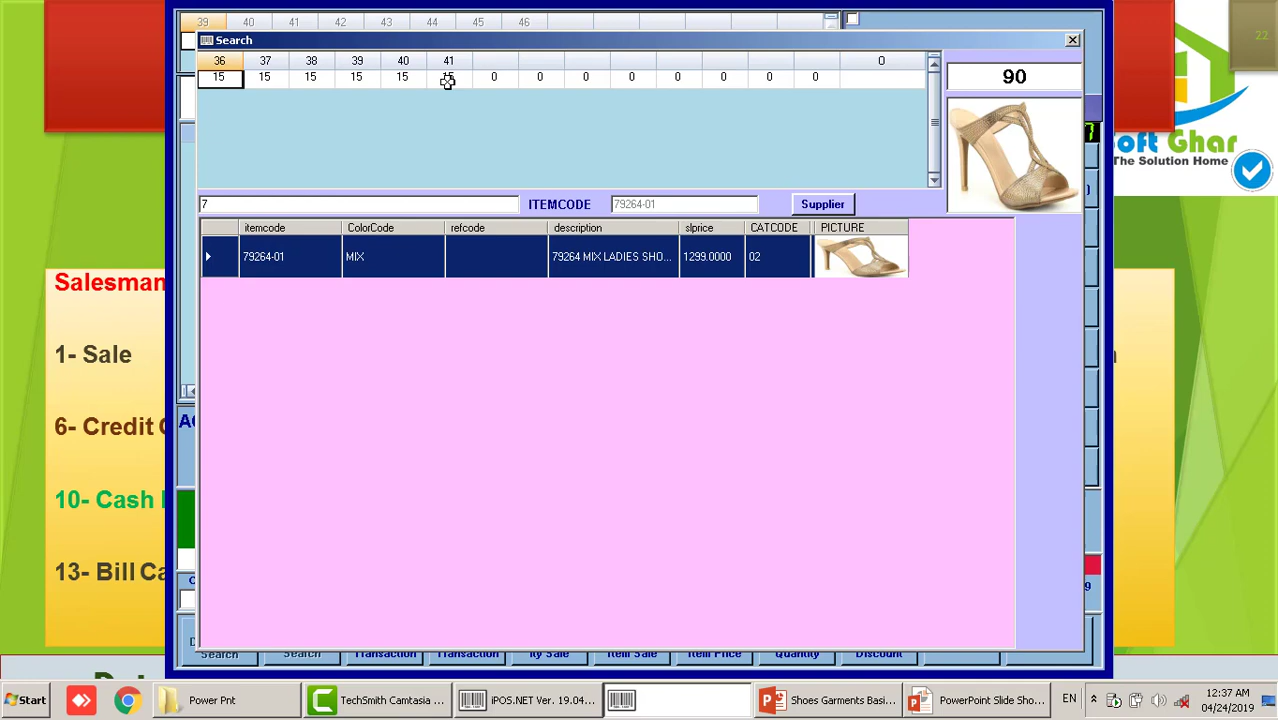 39 40 41 42 43 44 45 46
22
Search
36 37 38 39 40 41 0
15 15 15 15 15 15 0 0 0 0 0 0 0 0
90
oft Ghar
The Solution Home
7 ITEMCODE 79264-01 Supplier
itemcode ColorCode refcode description slprice CATCODE PICTURE
79264-01 MIX 79264 MIX LADIES SHO... 1299.0000 02
Salesman
1- Sale
6- Credit
10- Cash
13- Bill Ca
Search Search Transaction Transaction ity Sale Item Sale Item Price Quantity Discount
Start Power Pnt TechSmith Camtasia ... iPOS.NET Ver. 19.04... Shoes Garments Basi... PowerPoint Slide Sho... EN 12:37 AM
04/24/2019